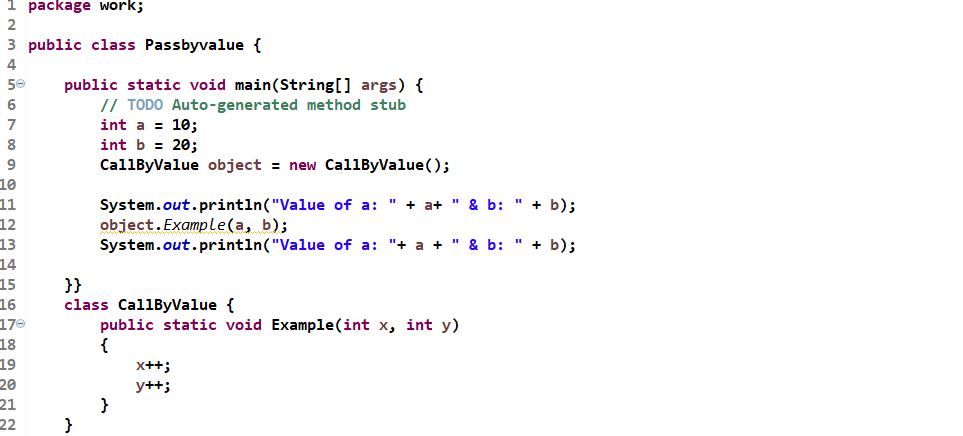 1 package work;
2
3 public class Passbyvalue {
4
5 public static void main(String[] args) {
6 // TODO Auto-generated method stub
7 int a = 10;
8 int b = 20;
9 CallByValue object = new CallByValue();
10
11 System.out.println("Value of a: " + a+ " & b: " + b);
12 object.Example(a, b);
13 System.out.println("Value of a: "+ a + " & b: " + b);
14
15 }}
16 class CallByValue {
17 public static void Example(int x, int y)
18 {
19 x++;
20 y++;
21 }
22 }